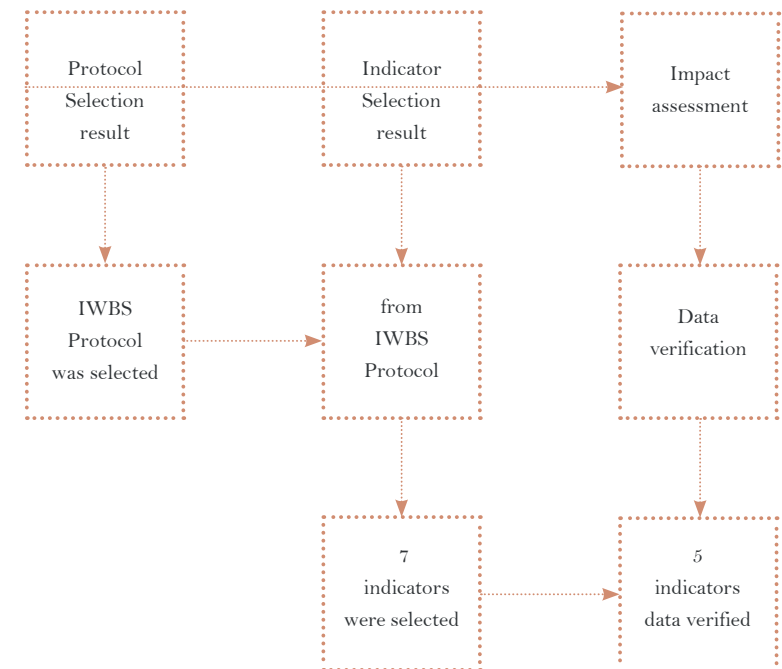 Protocol
Selection
result
Indicator
Selection
result
Impact
assessment
IWBS
Protocol
was selected
from
IWBS
Protocol
Data
verification
7
indicators
were selected
5
indicators
data verified